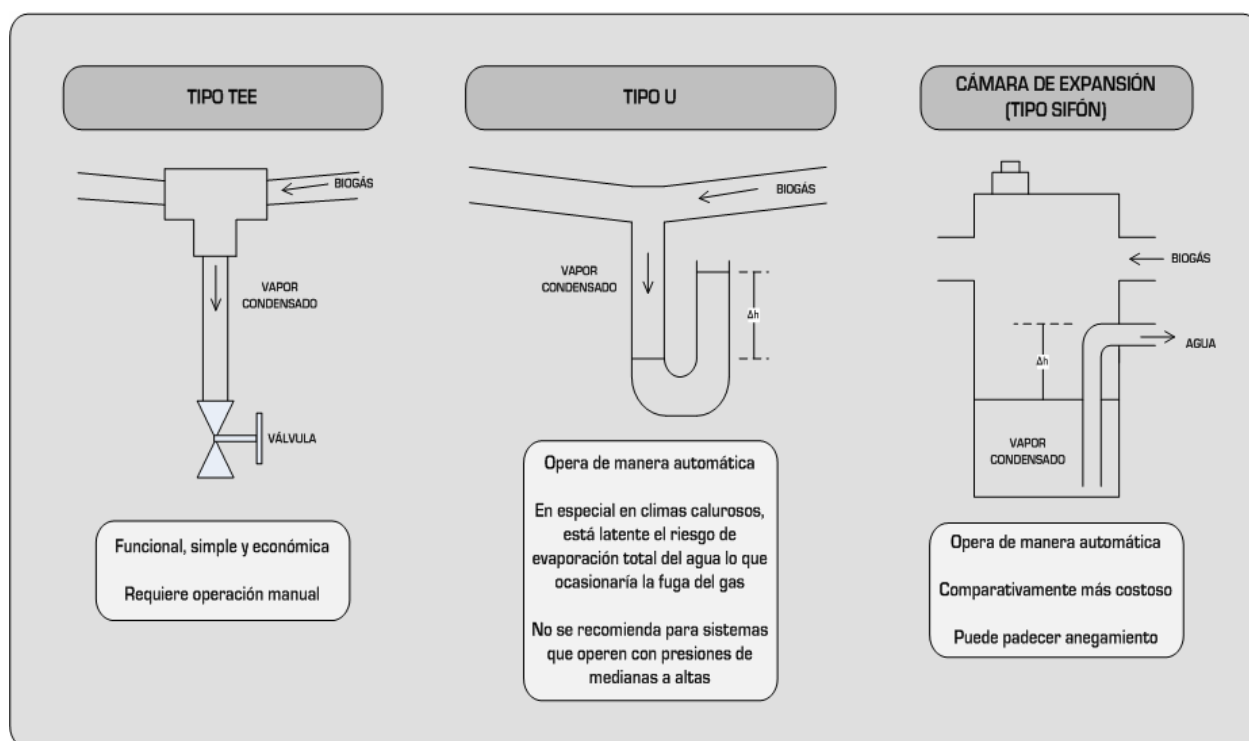 TIPO TEE
BIOGÁS
VAPOR
CONDENSADO
VÁLVULA
Funcional, simple y económica
Requiere operación manual
TIPO U
BIOGÁS
VAPOR
CONDENSADO
Δh
Opera de manera automática
En especial en climas calurosos,
está latente el riesgo de
evaporación total del agua lo que
ocasionaría la fuga del gas
No se recomienda para sistemas
que operen con presiones de
medianas a altas
CÁMARA DE EXPANSIÓN
(TIPO SIFÓN)
BIOGÁS
AGUA
Δh
VAPOR
CONDENSADO
Opera de manera automática
Comparativamente más costoso
Puede padecer anegamiento